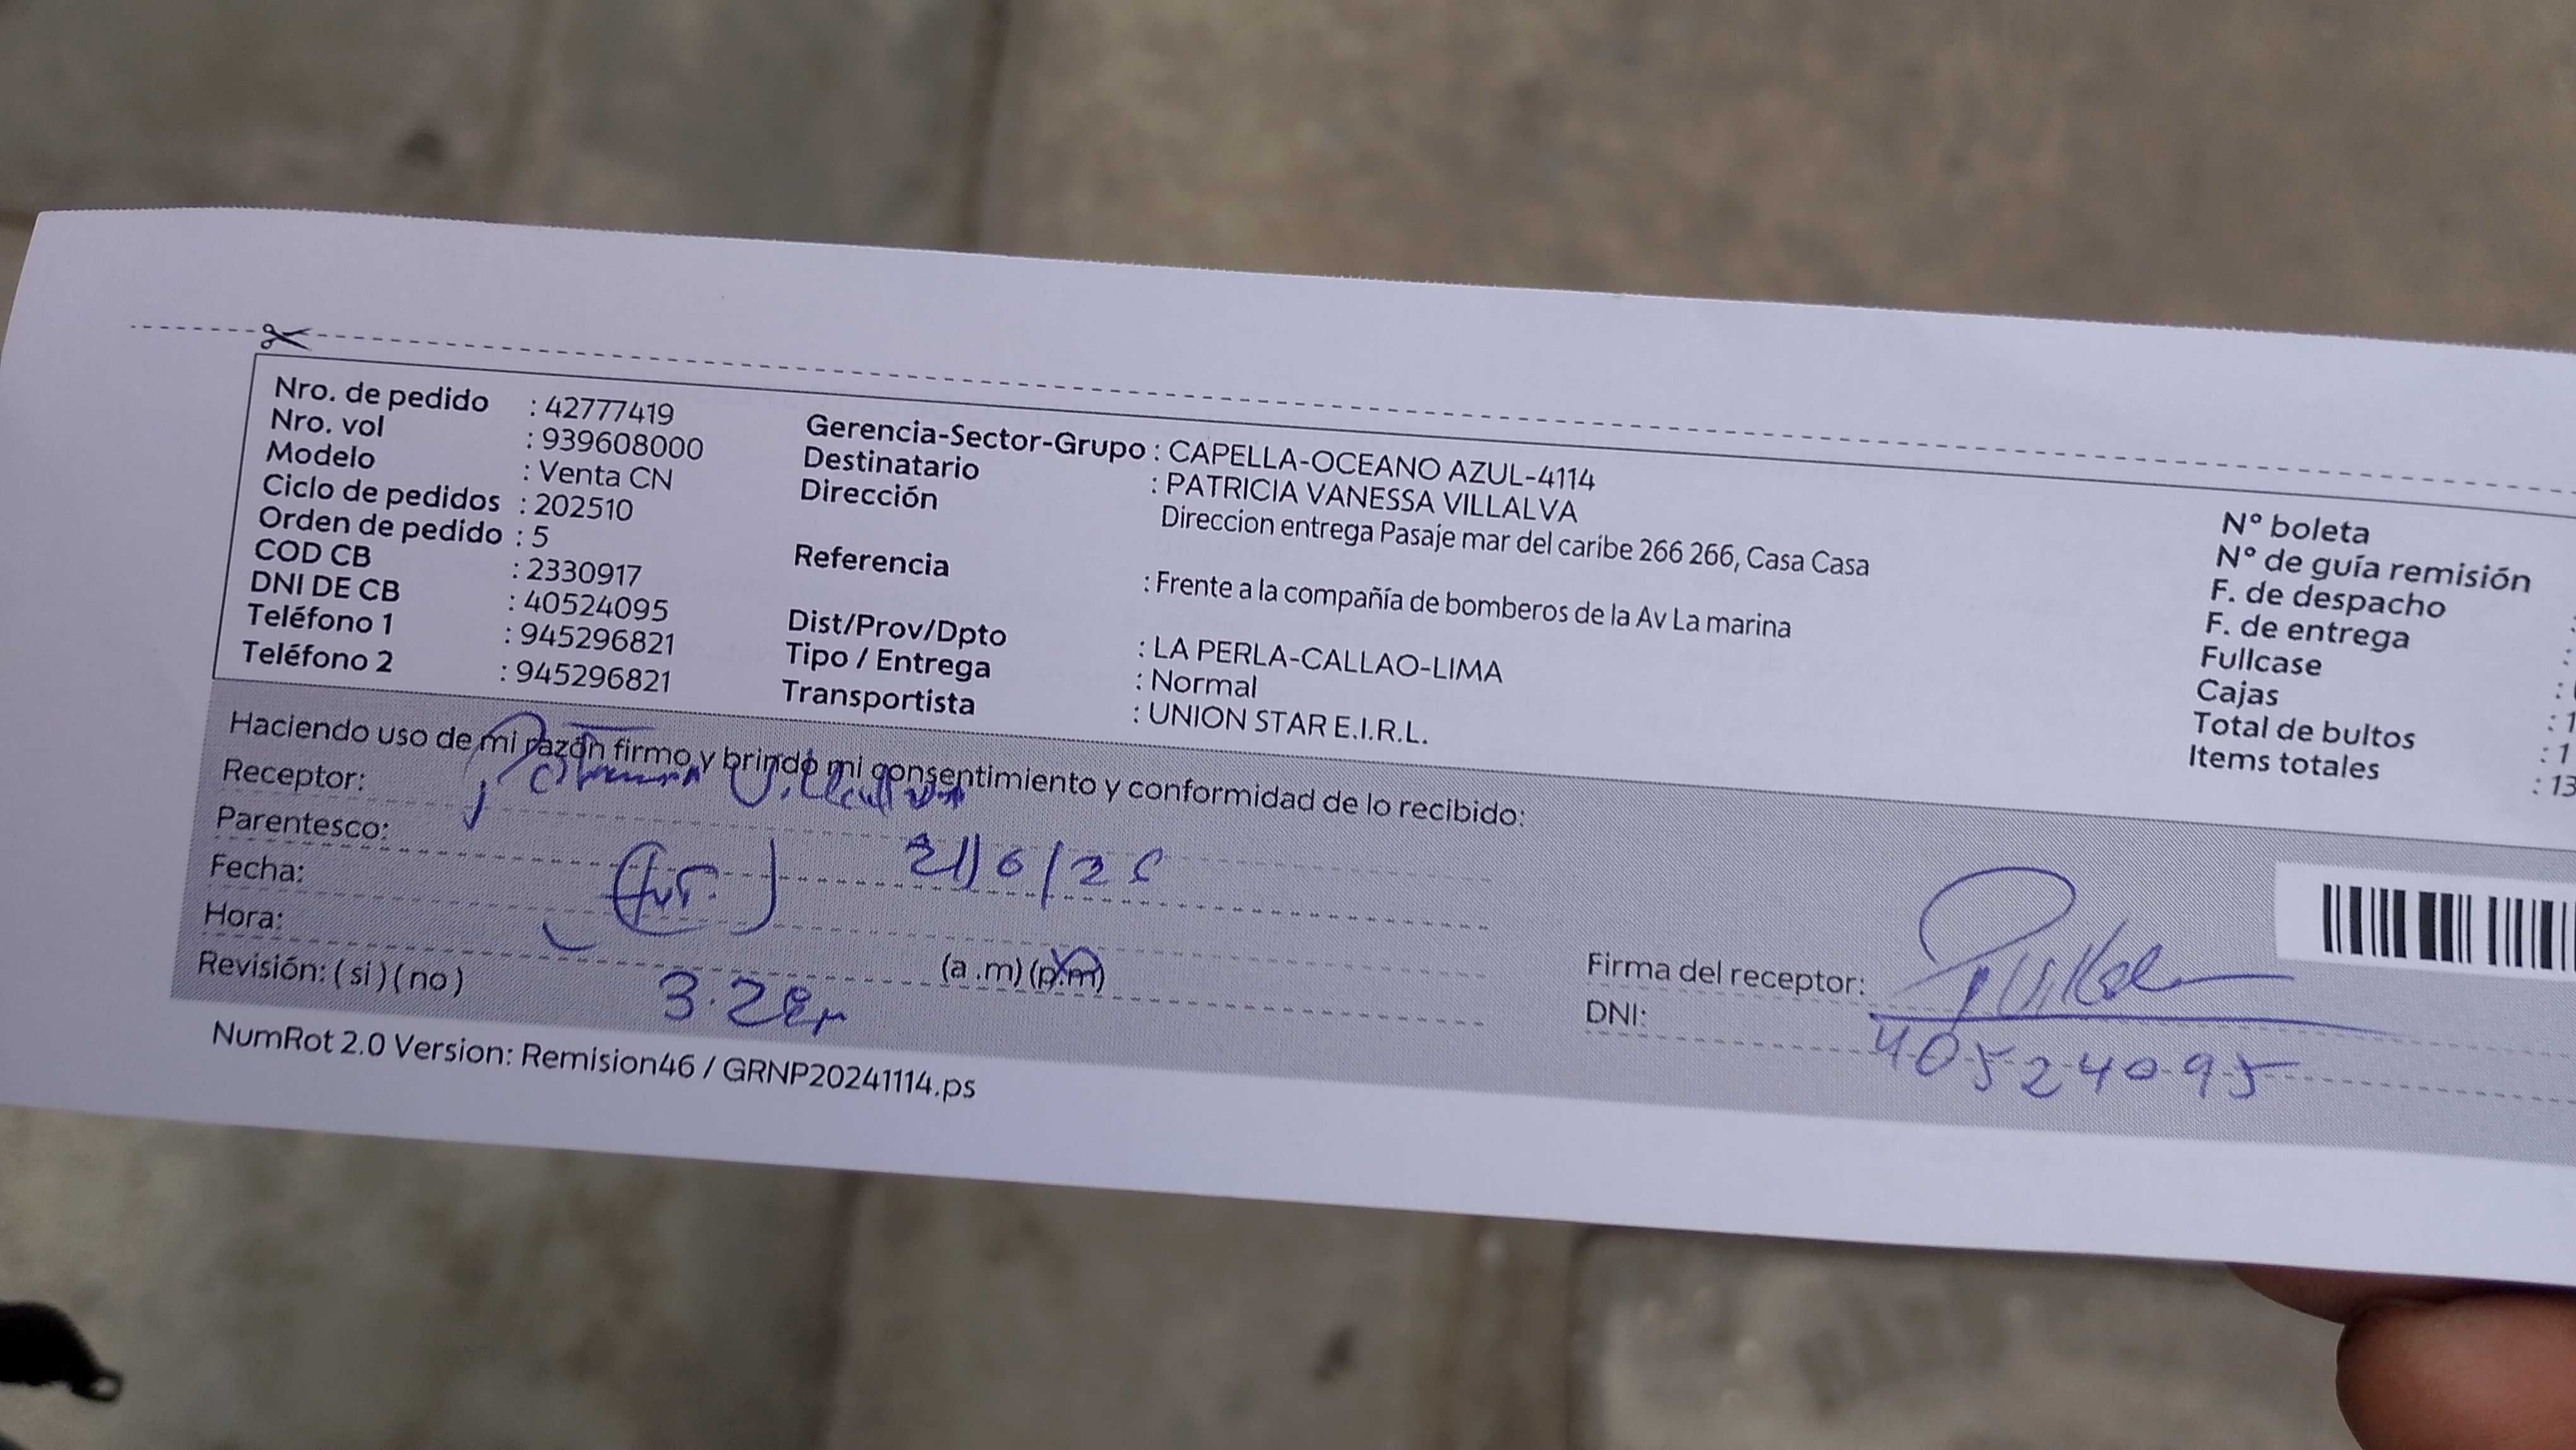 Nro. de pedido : 42777419
Nro. vol : 939608000
Modelo : Venta CN
Ciclo de pedidos : 202510
Orden de pedido : 5
COD CB : 2330917
DNI DE CB : 40524095
Teléfono 1 : 945296821
Teléfono 2 : 945296821
Gerencia-Sector-Grupo : CAPELLA-OCEANO AZUL-4114
Destinatario : PATRICIA VANESSA VILLALVA
Dirección Direccion entrega Pasaje mar del caribe 266 266, Casa Casa
Referencia : Frente a la compañía de bomberos de la Av La marina
Dist/Prov/Dpto : LA PERLA-CALLAO-LIMA
Tipo / Entrega : Normal
Transportista : UNION STAR E.I.R.L.
N° boleta
N° de guía remisión
F. de despacho :
F. de entrega :
Fullcase :
Cajas : 1
Total de bultos : 1
Items totales : 13
Haciendo uso de mi razón firmo y brindo mi consentimiento y conformidad de lo recibido:
Receptor: Villalva
Parentesco:
Fecha: 21/6/25
Hora: (a .m) (p.m)
Revisión: ( si ) ( no )
Firma del receptor:
DNI: 40524095
NumRot 2.0 Version: Remision46 / GRNP20241114.ps